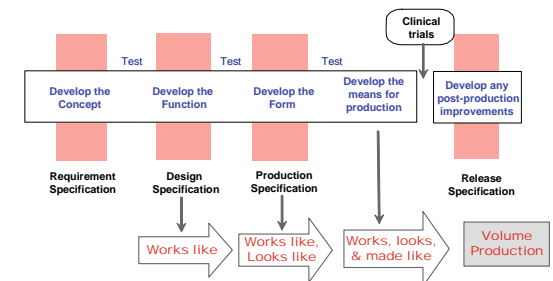 Clinical
trials
Test
Test
Test
Develop the
Concept
Develop the
Function
Develop the
Form
Develop the
means for
production
Develop any
post-production
improvements
Requirement
Specification
Design
Specification
Production
Specification
Release
Specification
Works like
Works like,
Looks like
Works, looks,
& made like
Volume
Production